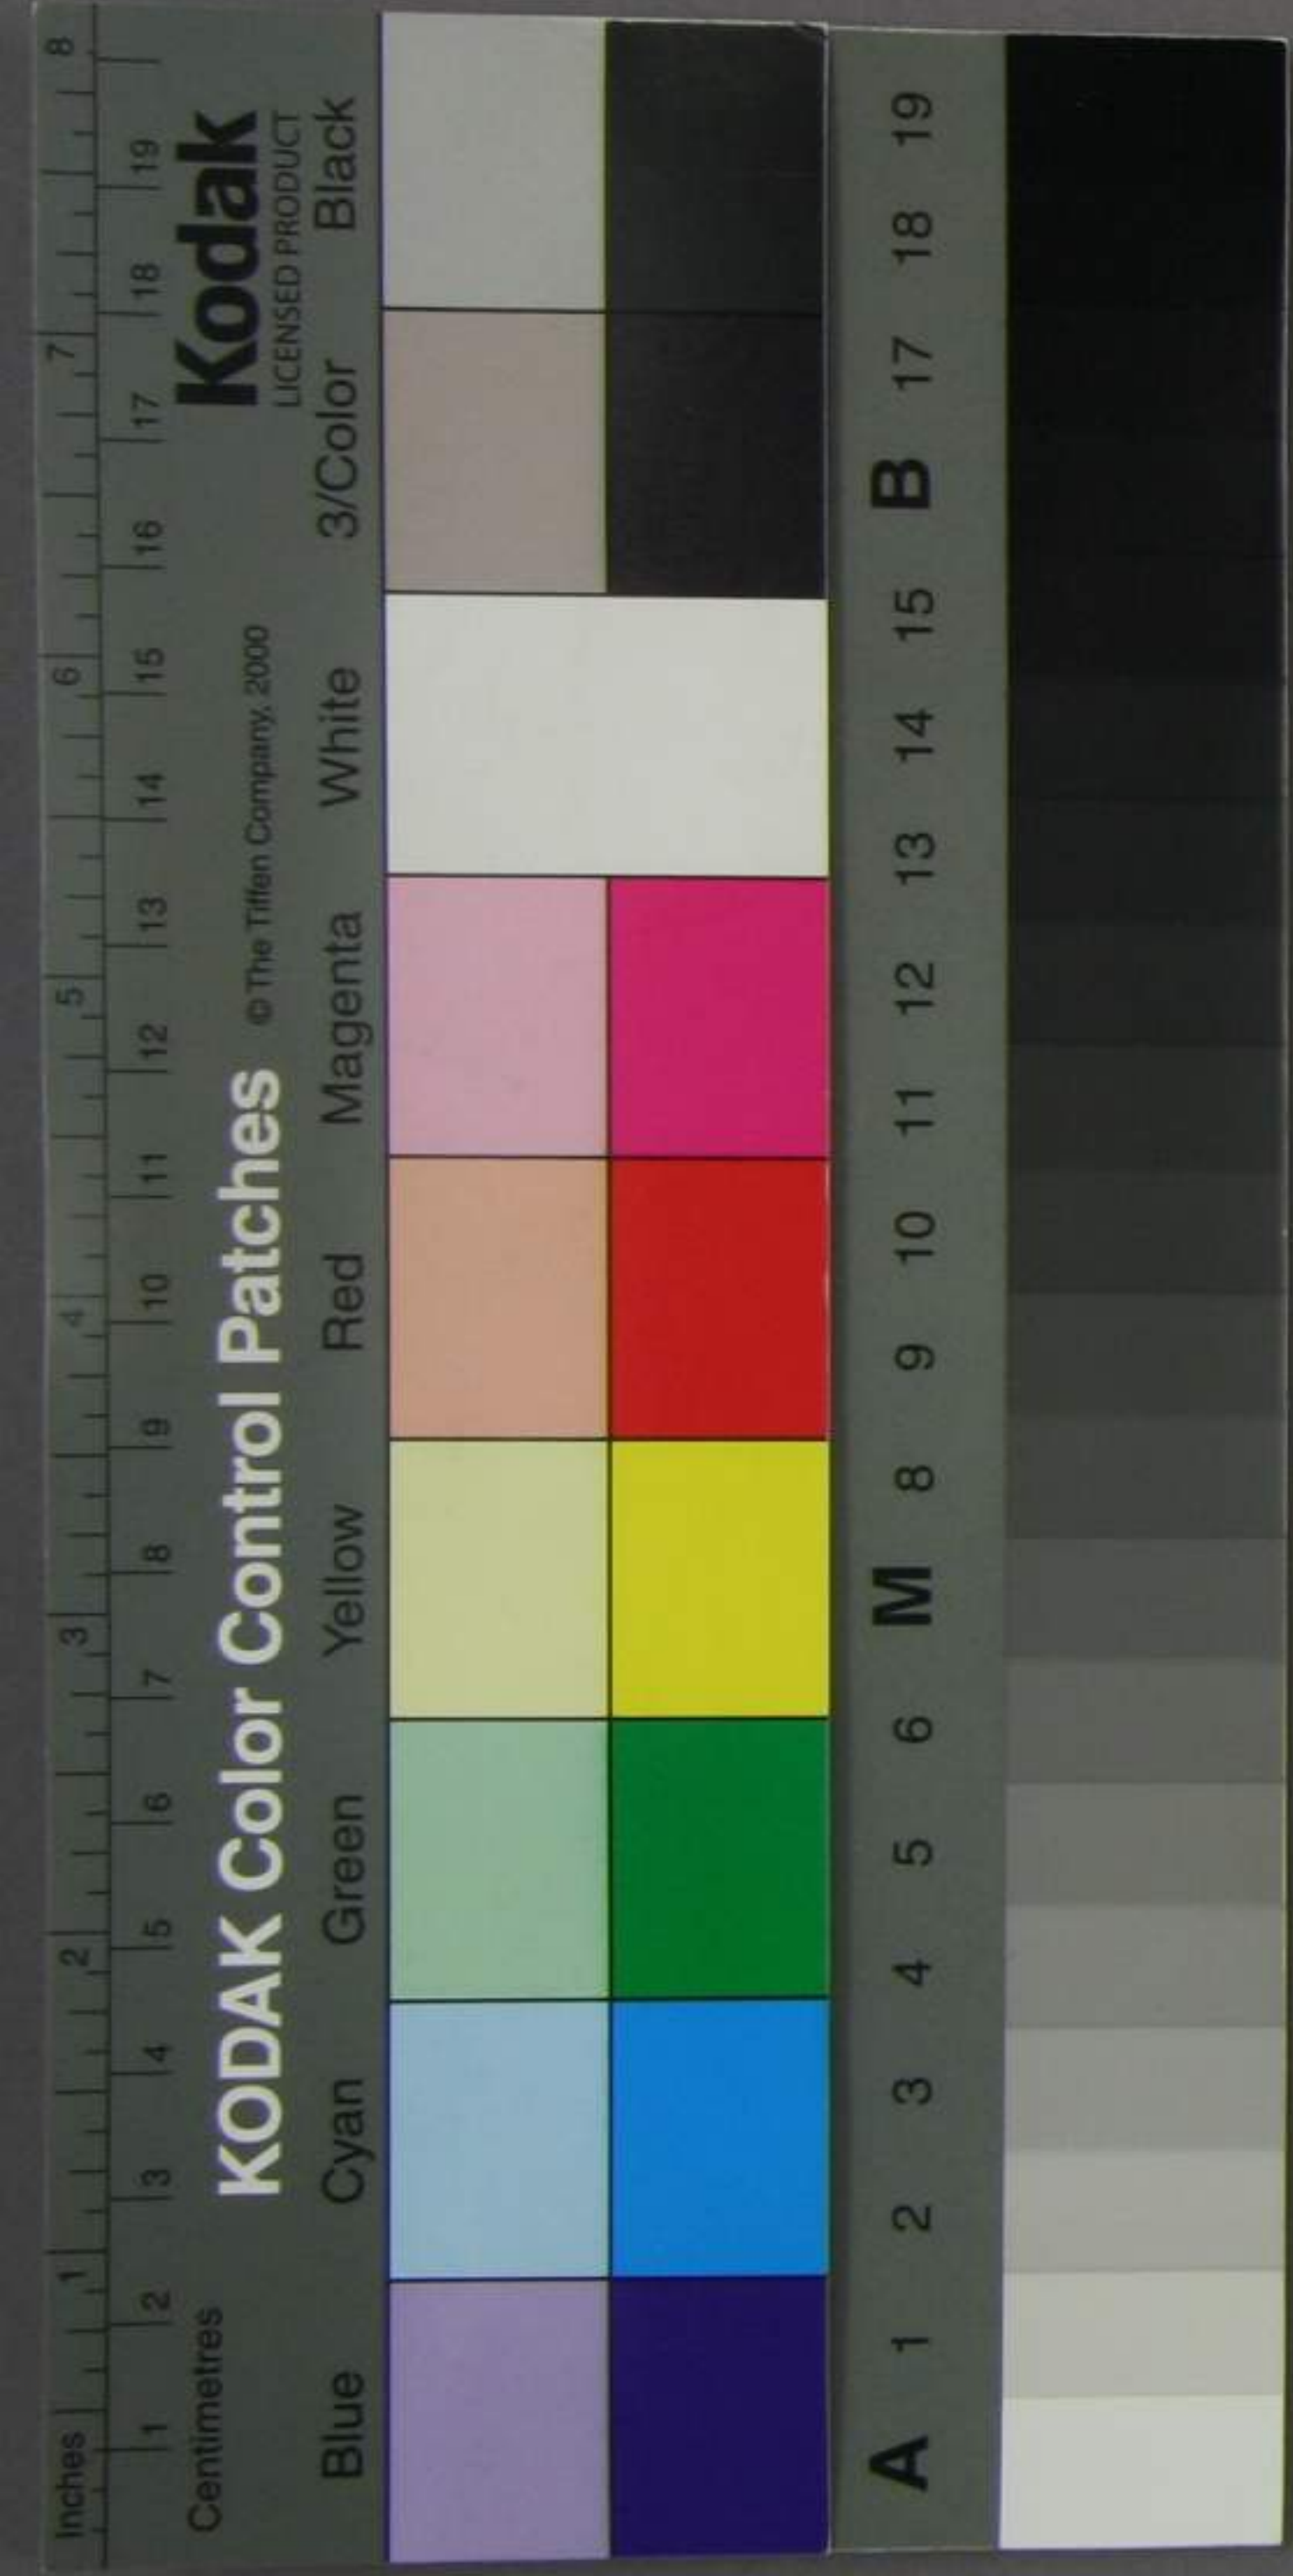 Inches 1 2 3 4 5 6 7 8
1 2 3 4 5 6 7 8 9 10 11 12 13 14 15 16 17 18 19
Centimetres
KODAK Color Control Patches © The Tiffen Company, 2000
Kodak
LICENSED PRODUCT
Blue Cyan Green Yellow Red Magenta White 3/Color Black
A 1 2 3 4 5 6 M 8 9 10 11 12 13 14 15 B 17 18 19